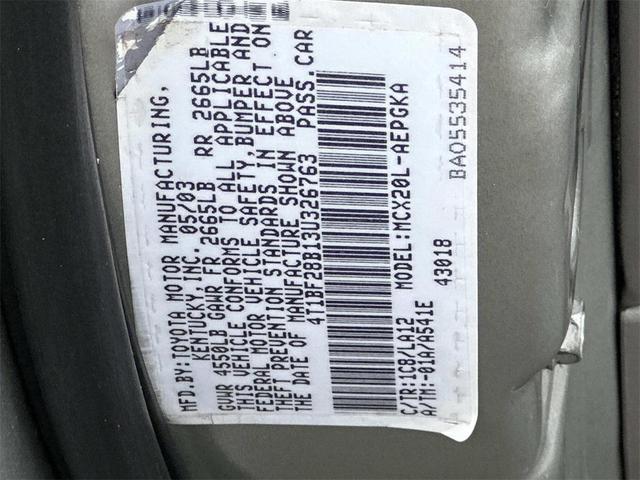 MFD.BY:TOYOTA MOTOR MANUFACTURING,
KENTUCKY, INC. 05/03
GVWR 4550LB GAWR FR 2665LB RR 2665LB
THIS VEHICLE CONFORMS TO ALL APPLICABLE
FEDERAL MOTOR VEHICLE SAFETY, BUMPER AND
THEFT PREVENTION STANDARDS IN EFFECT ON
THE DATE OF MANUFACTURE SHOWN ABOVE
4T1BF28B13U326763 PASS.CAR
MODEL:MCX20L-AEPGKA
C/TR:1C8/LA12
A/TM:-01A/A541E 43018
BA05535414